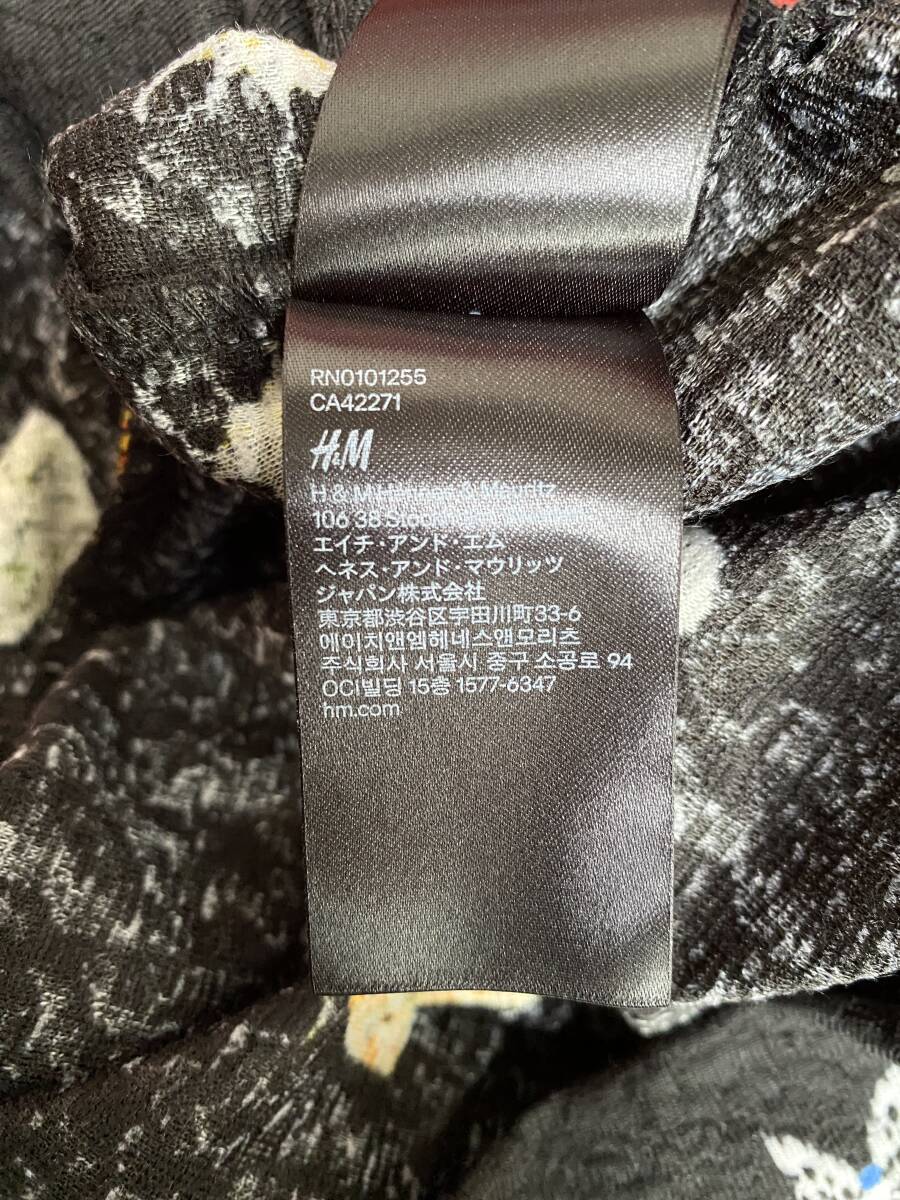 RN0101255
CA42271
H&M
H & M Hennes & Mauritz
106 38
エイチ・アンド・エム
ヘネス・アンド・マウリッツ
ジャパン株式会社
東京都渋谷区宇田川町33-6
에이치앤엠헤네스앤모리츠
주식회사 서울시 중구 소공로 94
OCI빌딩 15층 1577-6347
hm.com